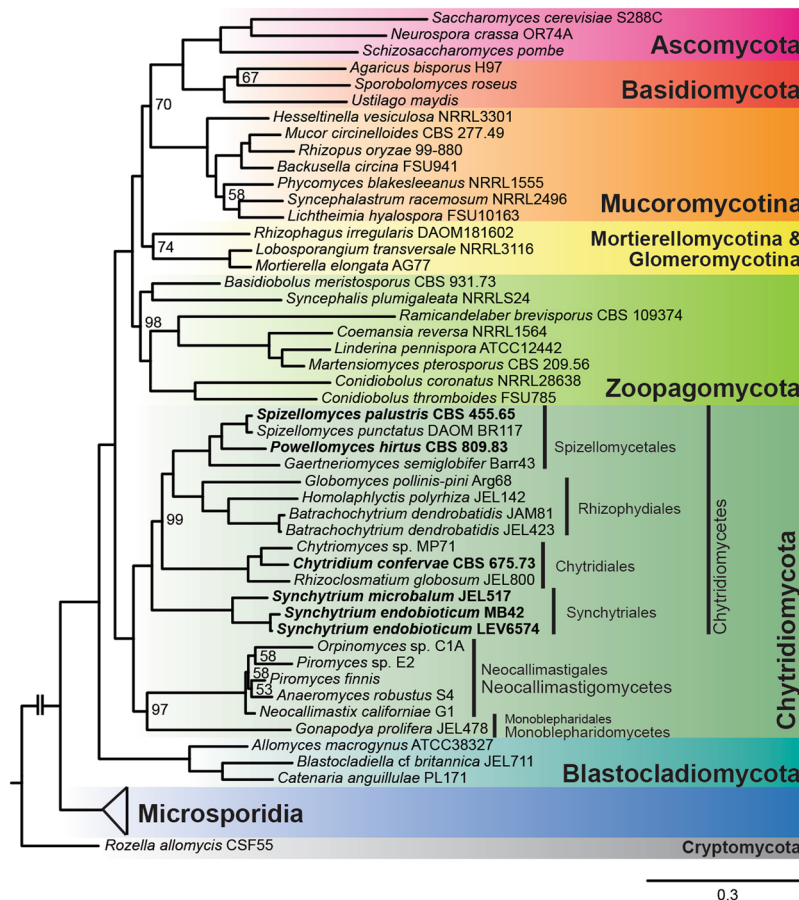 Saccharomyces cerevisiae S288C
Neurospora crassa OR74A
Schizosaccharomyces pombe
Ascomycota
Agaricus bisporus H97
67
Sporobolomyces roseus
Basidiomycota
Ustilago maydis
70
Hesseltinella vesiculosa NRRL3301
Mucor circinelloides CBS 277.49
Rhizopus oryzae 99-880
Backusella circina FSU941
Phycomyces blakesleeanus NRRL1555
58
Syncephalastrum racemosum NRRL2496
Lichtheimia hyalospora FSU10163
Mucoromycotina
Rhizophagus irregularis DAOM181602
74
Lobosporangium transversale NRRL3116
Mortierella elongata AG77
Mortierellomycotina &
Glomeromycotina
Basidiobolus meristosporus CBS 931.73
Syncephalis plumigaleata NRRLS24
98
Ramicandelaber brevisporus CBS 109374
Coemansia reversa NRRL1564
Linderina pennispora ATCC12442
Martensiomyces pterosporus CBS 209.56
Conidiobolus coronatus NRRL28638
Conidiobolus thromboides FSU785
Zoopagomycota
Spizellomyces palustris CBS 455.65
Spizellomyces punctatus DAOM BR117
Powellomyces hirtus CBS 809.83
Gaertneriomyces semiglobifer Barr43
Spizellomycetales
Globomyces pollinis-pini Arg68
Homolaphlyctis polyrhiza JEL142
Batrachochytrium dendrobatidis JAM81
Batrachochytrium dendrobatidis JEL423
Rhizophydiales
99
Chytriomyces sp. MP71
Chytridium confervae CBS 675.73
Rhizoclosmatium globosum JEL800
Chytridiales
Synchytrium microbalum JEL517
Synchytrium endobioticum MB42
Synchytrium endobioticum LEV6574
Synchytriales
Chytridiomycetes
Chytridiomycota
Orpinomyces sp. C1A
58
Piromyces sp. E2
58
Piromyces finnis
53
Anaeromyces robustus S4
Neocallimastix californiae G1
Neocallimastigales
Neocallimastigomycetes
97
Gonapodya prolifera JEL478
Monoblepharidales
Monoblepharidomycetes
Allomyces macrogynus ATCC38327
Blastocladiella cf britannica JEL711
Catenaria anguillulae PL171
Blastocladiomycota
Microsporidia
Rozella allomycis CSF55
Cryptomycota
0.3